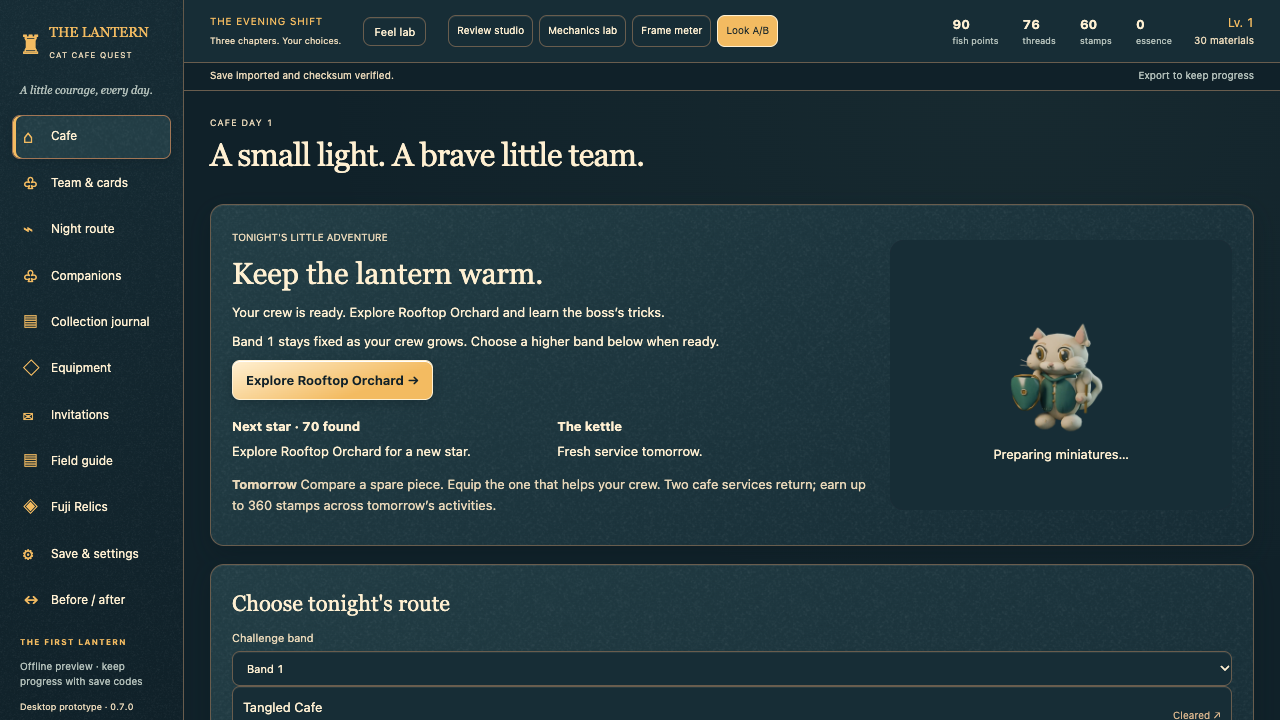 THE LANTERN
CAT CAFE QUEST
A little courage, every day.
Cafe
Team & cards
Night route
Companions
Collection journal
Equipment
Invitations
Field guide
Fuji Relics
Save & settings
Before / after
THE FIRST LANTERN
Offline preview · keep
progress with save codes
Desktop prototype · 0.7.0
THE EVENING SHIFT
Three chapters. Your choices.
Feel lab
Review studio
Mechanics lab
Frame meter
Look A/B
90
fish points
76
threads
60
stamps
0
essence
Lv. 1
30 materials
Save imported and checksum verified.
Export to keep progress
CAFE DAY 1
A small light. A brave little team.
TONIGHT'S LITTLE ADVENTURE
Keep the lantern warm.
Your crew is ready. Explore Rooftop Orchard and learn the boss’s tricks.
Band 1 stays fixed as your crew grows. Choose a higher band below when ready.
Explore Rooftop Orchard →
Next star · 70 found
Explore Rooftop Orchard for a new star.
The kettle
Fresh service tomorrow.
Tomorrow Compare a spare piece. Equip the one that helps your crew. Two cafe services return; earn up
to 360 stamps across tomorrow’s activities.
Preparing miniatures…
Choose tonight's route
Challenge band
Band 1
Tangled Cafe
Cleared ↗